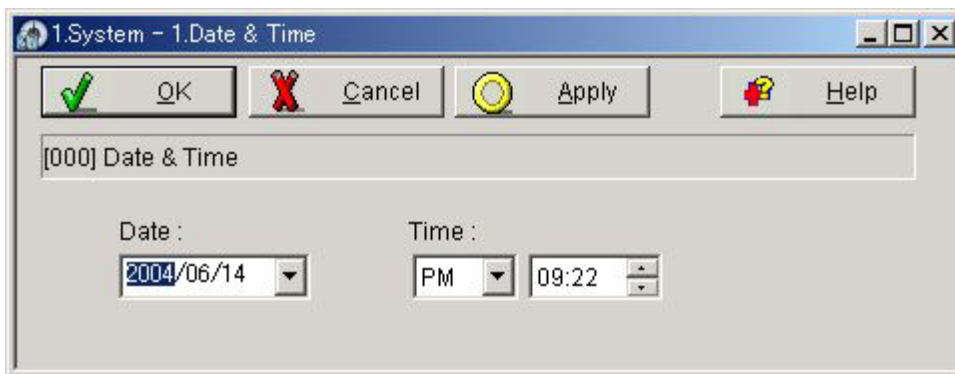 1.System - 1.Date & Time
OK Cancel Apply Help
[000] Date & Time
Date : Time :
2004/06/14 PM 09:22